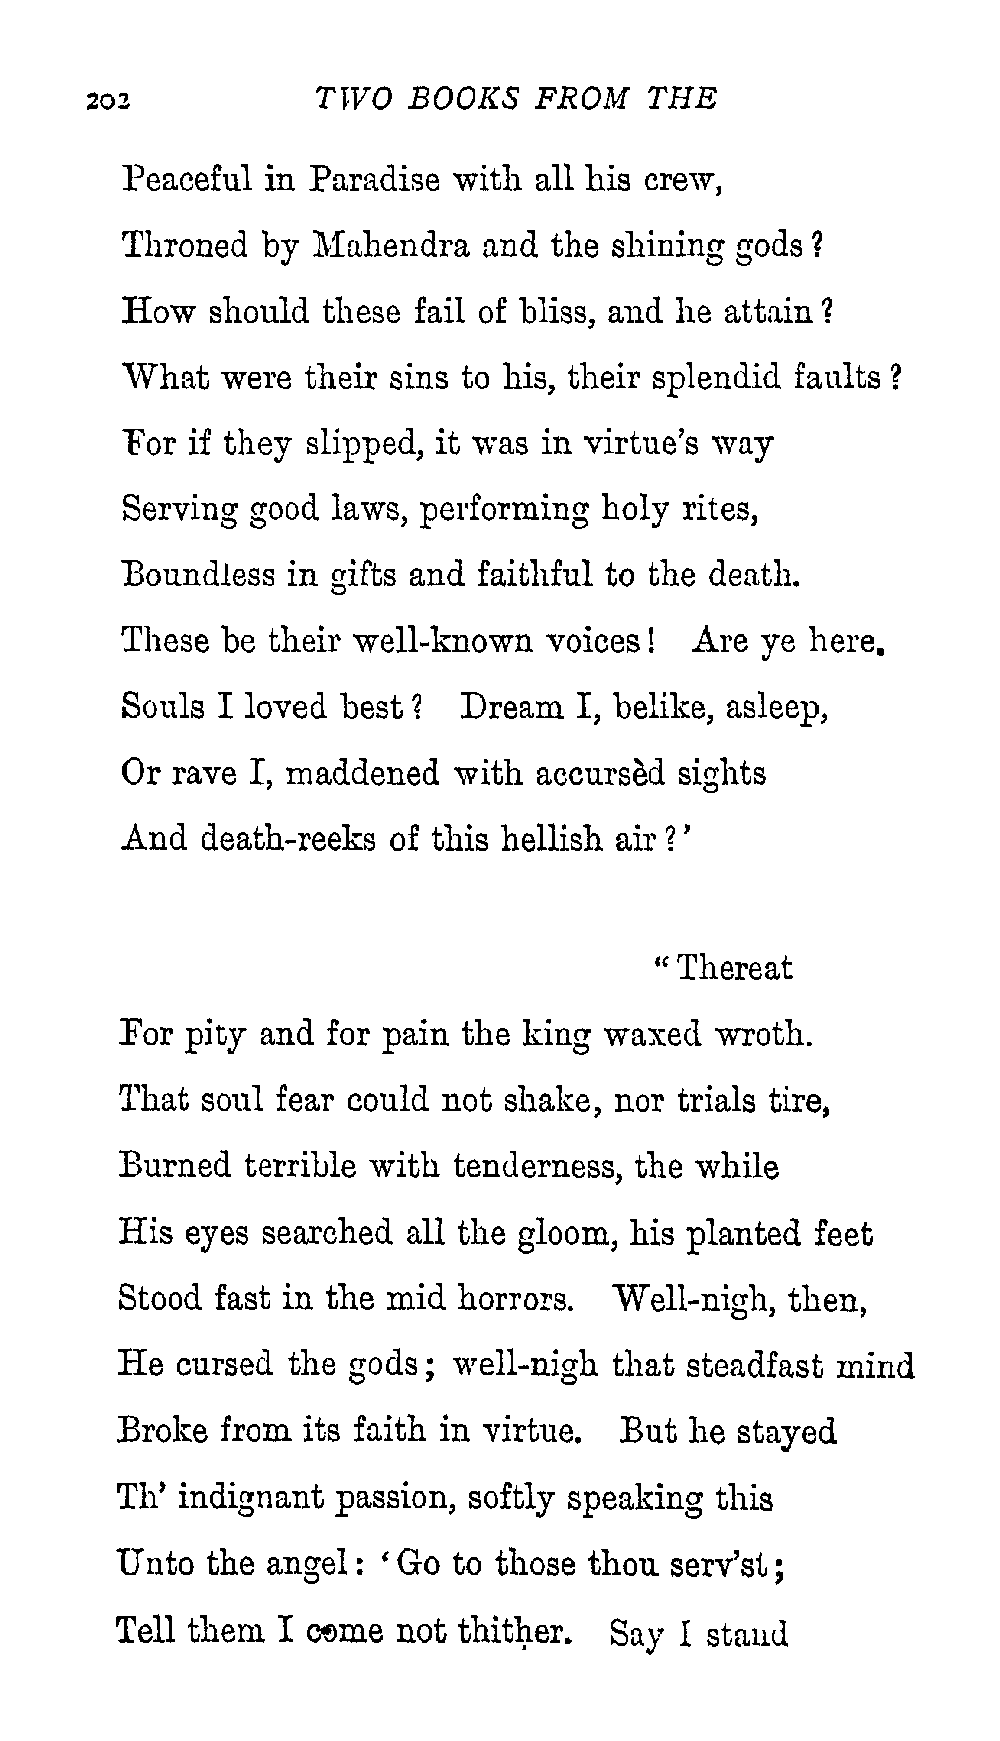 202 TWO BOOKS FROM THE
Peaceful in Paradise with all his crew,
Throned by Mahendra and the shining gods?
How should these fail of bliss, and he attain?
What were their sins to his, their splendid faults?
For if they slipped, it was in virtue's way
Serving good laws, performing holy rites,
Boundless in gifts and faithful to the death.
These be their well-known voices! Are ye here.
Souls I loved best? Dream I, belike, asleep,
Or rave I, maddened with accursèd sights
And death-reeks of this hellish air?'
"Thereat
For pity and for pain the king waxed wroth.
That soul fear could not shake, nor trials tire,
Burned terrible with tenderness, the while
His eyes searched all the gloom, his planted feet
Stood fast in the mid horrors. Well-nigh, then,
He cursed the gods; well-nigh that steadfast mind
Broke from its faith in virtue. But he stayed
Th' indignant passion, softly speaking this
Unto the angel: 'Go to those thou serv'st;
Tell them I come not thither. Say I stand